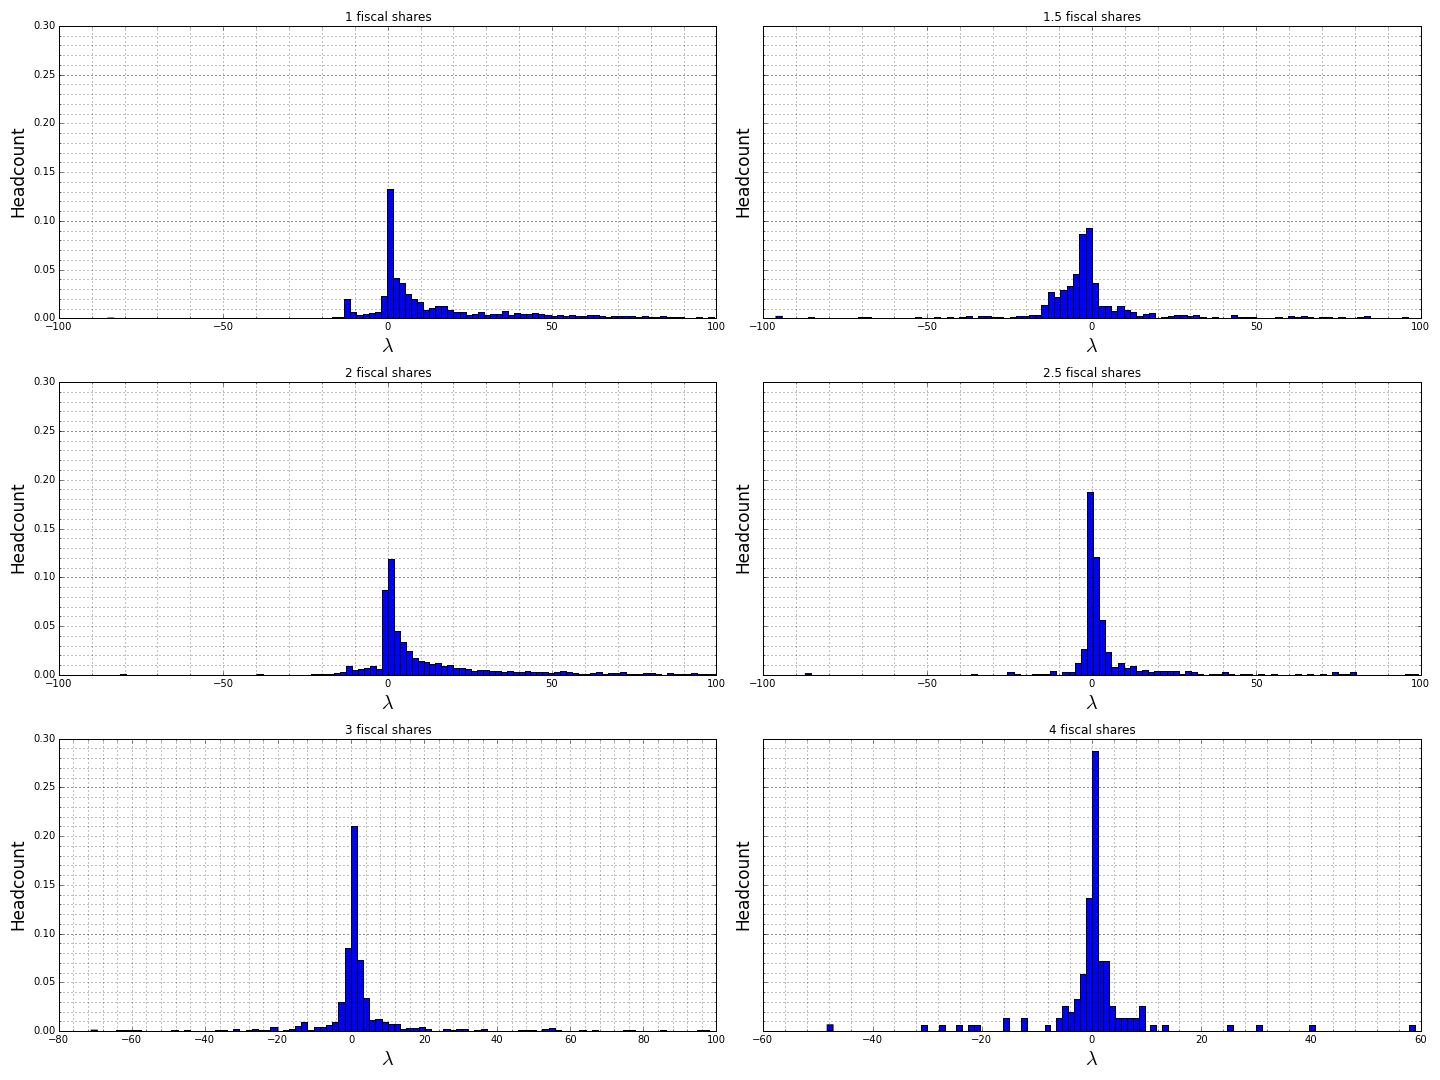 1 fiscal shares
0.30
0.25
0.20
0.15
0.10
0.05
0.00
Headcount
−100 −50 0 50 100
λ
1.5 fiscal shares
Headcount
−100 −50 0 50 100
λ
2 fiscal shares
0.30
0.25
0.20
0.15
0.10
0.05
0.00
Headcount
−100 −50 0 50 100
λ
2.5 fiscal shares
Headcount
−100 −50 0 50 100
λ
3 fiscal shares
0.30
0.25
0.20
0.15
0.10
0.05
0.00
Headcount
−80 −60 −40 −20 0 20 40 60 80 100
λ
4 fiscal shares
Headcount
−60 −40 −20 0 20 40 60
λ